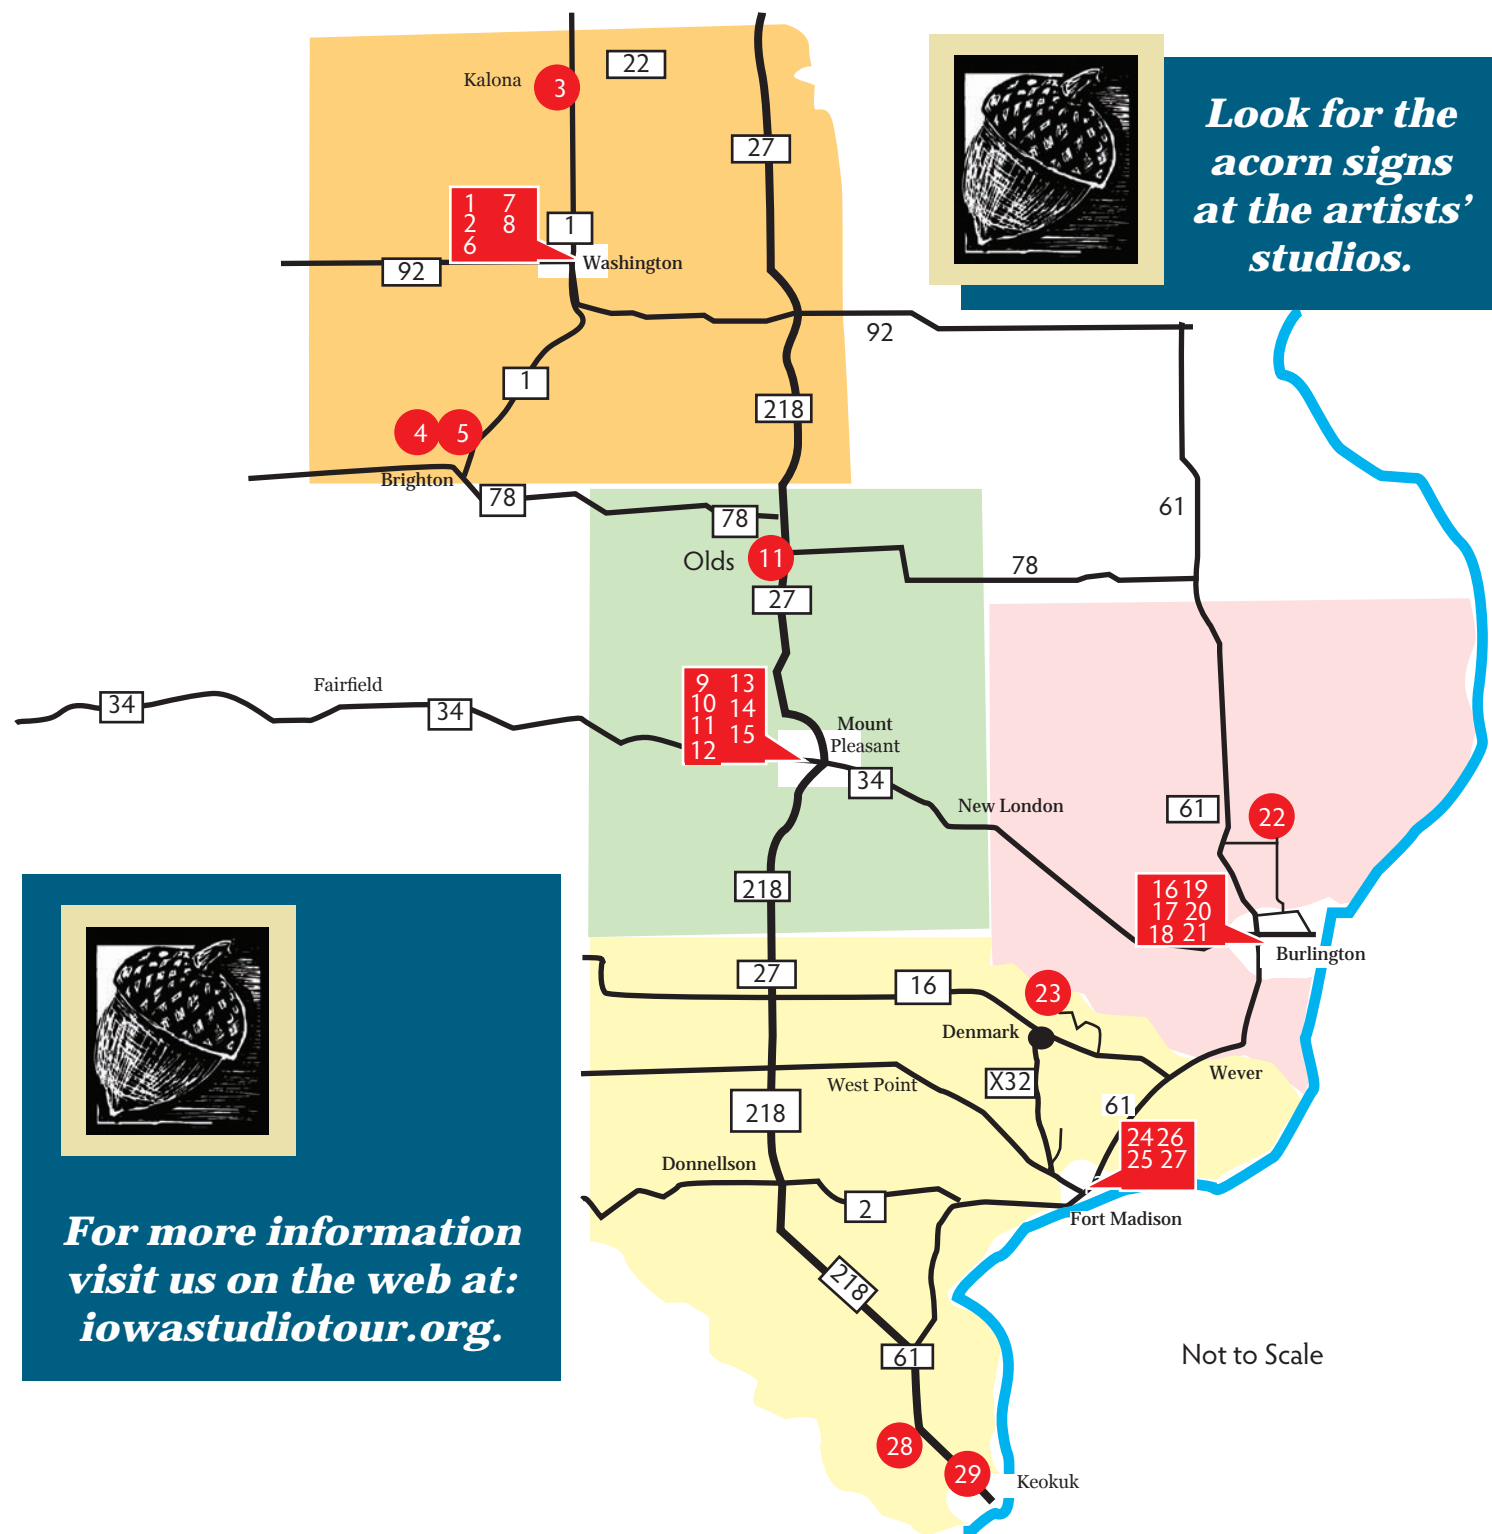 Look for the
acorn signs
at the artists’
studios.
Kalona
3
22
27
1 7
2 8
6
1
Washington
92
92
1
218
4
5
Brighton
78
78
61
Olds
11
78
27
Fairfield
34
34
9 13
10 14
11 15
12
Mount
Pleasant
34
New London
61
22
218
16 19
17 20
18 21
Burlington
27
16
23
Denmark
West Point
X32
Wever
61
218
24 26
25 27
Donnellson
2
Fort Madison
218
61
Not to Scale
28
29
Keokuk
For more information
visit us on the web at:
iowastudiotour.org.